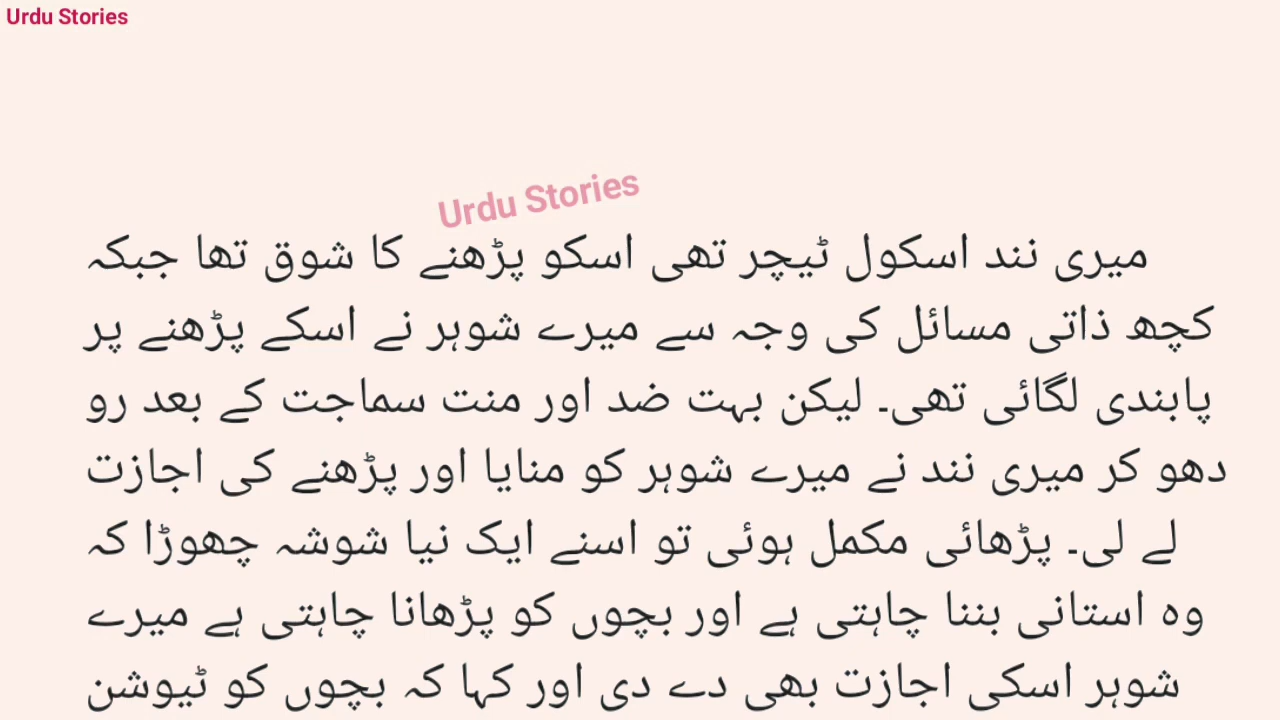 Urdu Stories
Urdu Stories
میری نند اسکول ٹیچر تھی اسکو پڑھنے کا شوق تھا جبکہ
کچھ ذاتی مسائل کی وجہ سے میرے شوہر نے اسکے پڑھنے پر
پابندی لگائی تھی۔ لیکن بہت ضد اور منت سماجت کے بعد رو
دھو کر میری نند نے میرے شوہر کو منایا اور پڑھنے کی اجازت
لے لی۔ پڑھائی مکمل ہوئی تو اسنے ایک نیا شوشہ چھوڑا کہ
وہ استانی بننا چاہتی ہے اور بچوں کو پڑھانا چاہتی ہے میرے
شوہر اسکی اجازت بھی دے دی اور کہا کہ بچوں کو ٹیوشن